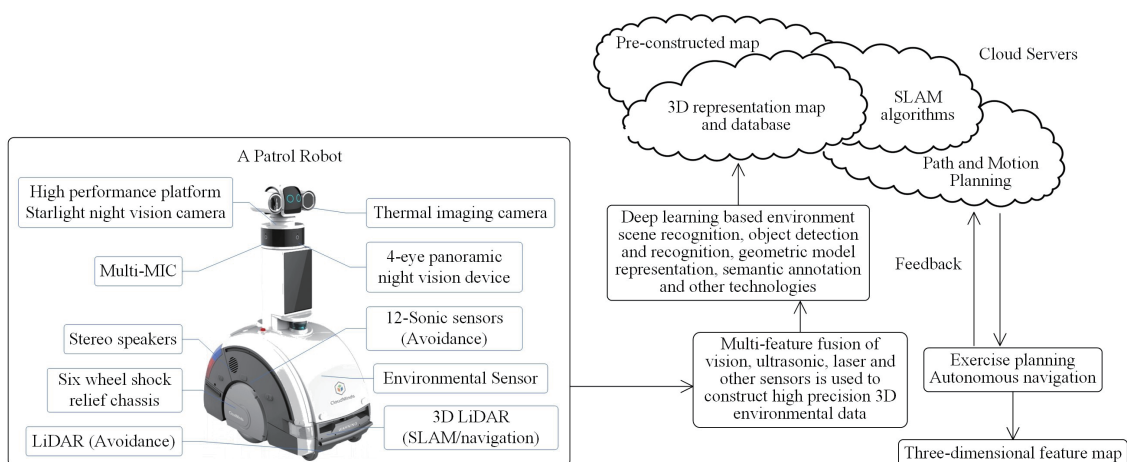 A Patrol Robot
High performance platform
Starlight night vision camera
Thermal imaging camera
Multi-MIC
4-eye panoramic
night vision device
12-Sonic sensors
(Avoidance)
Stereo speakers
Six wheel shock
relief chassis
Environmental Sensor
LiDAR (Avoidance)
3D LiDAR
(SLAM/navigation)
CloudMinds
Pre-constructed map
Cloud Servers
3D representation map
and database
SLAM
algorithms
Path and Motion
Planning
Deep learning based environment
scene recognition, object detection
and recognition, geometric model
representation, semantic annotation
and other technologies
Feedback
Multi-feature fusion of
vision, ultrasonic, laser and
other sensors is used to
construct high precision 3D
environmental data
Exercise planning
Autonomous navigation
Three-dimensional feature map